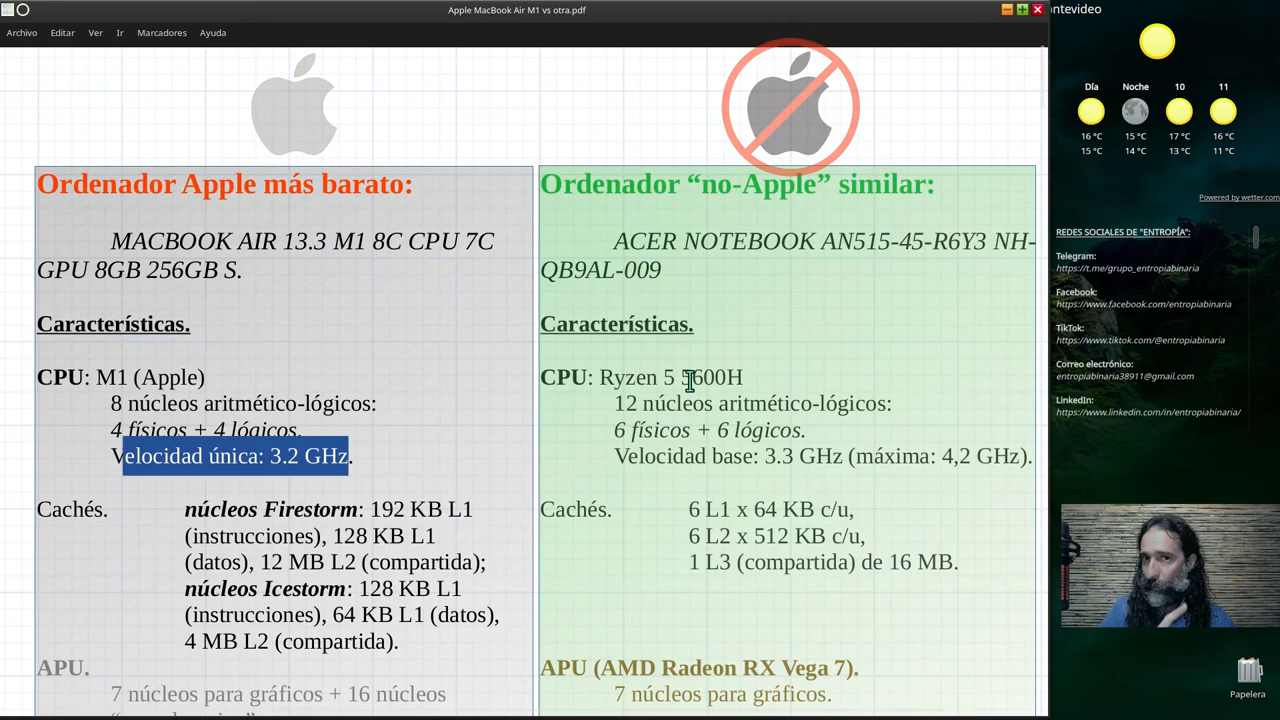 Apple MacBook Air M1 vs otra.pdf
Archivo Editar Ver Ir Marcadores Ayuda
Ordenador Apple más barato:
MACBOOK AIR 13.3 M1 8C CPU 7C
GPU 8GB 256GB S.
Características.
CPU: M1 (Apple)
8 núcleos aritmético-lógicos:
4 físicos + 4 lógicos.
Velocidad única: 3.2 GHz.
Cachés. núcleos Firestorm: 192 KB L1
(instrucciones), 128 KB L1
(datos), 12 MB L2 (compartida);
núcleos Icestorm: 128 KB L1
(instrucciones), 64 KB L1 (datos),
4 MB L2 (compartida).
APU.
7 núcleos para gráficos + 16 núcleos
Ordenador “no-Apple” similar:
ACER NOTEBOOK AN515-45-R6Y3 NH-
QB9AL-009
Características.
CPU: Ryzen 5 5600H
12 núcleos aritmético-lógicos:
6 físicos + 6 lógicos.
Velocidad base: 3.3 GHz (máxima: 4,2 GHz).
Cachés. 6 L1 x 64 KB c/u,
6 L2 x 512 KB c/u,
1 L3 (compartida) de 16 MB.
APU (AMD Radeon RX Vega 7).
7 núcleos para gráficos.
ontevideo
Día Noche 10 11
16 °C 15 °C 17 °C 16 °C
15 °C 14 °C 13 °C 11 °C
Powered by wetter.com
REDES SOCIALES DE "ENTROPÍA":
Telegram:
https://t.me/grupo_entropiabinaria
Facebook:
https://www.facebook.com/entropiabinaria
TikTok:
https://www.tiktok.com/@entropiabinaria
Correo electrónico:
entropiabinaria38911@gmail.com
LinkedIn:
https://www.linkedin.com/in/entropiabinaria/
Papelera